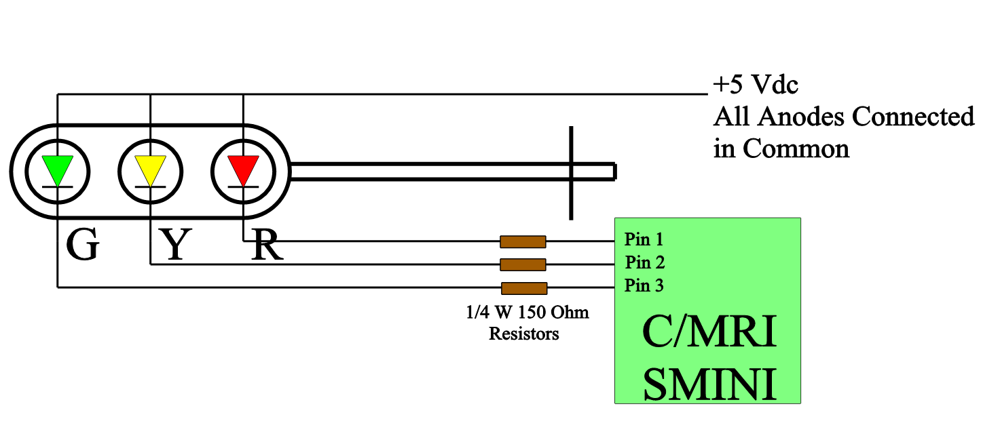 +5 Vdc
All Anodes Connected
in Common
G
Y
R
Pin 1
Pin 2
Pin 3
1/4 W 150 Ohm
Resistors
C/MRI
SMINI